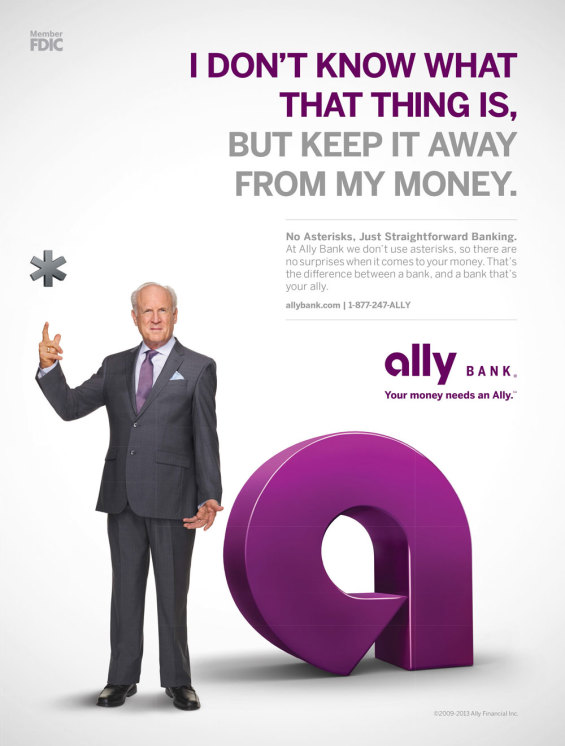 Member
FDIC
I DON'T KNOW WHAT
THAT THING IS,
BUT KEEP IT AWAY
FROM MY MONEY.
No Asterisks, Just Straightforward Banking.
At Ally Bank we don't use asterisks, so there are
no surprises when it comes to your money. That's
the difference between a bank, and a bank that's
your ally.
allybank.com | 1-877-247-ALLY
*
ally BANK®
Your money needs an Ally.℠
a
©2009-2013 Ally Financial Inc.